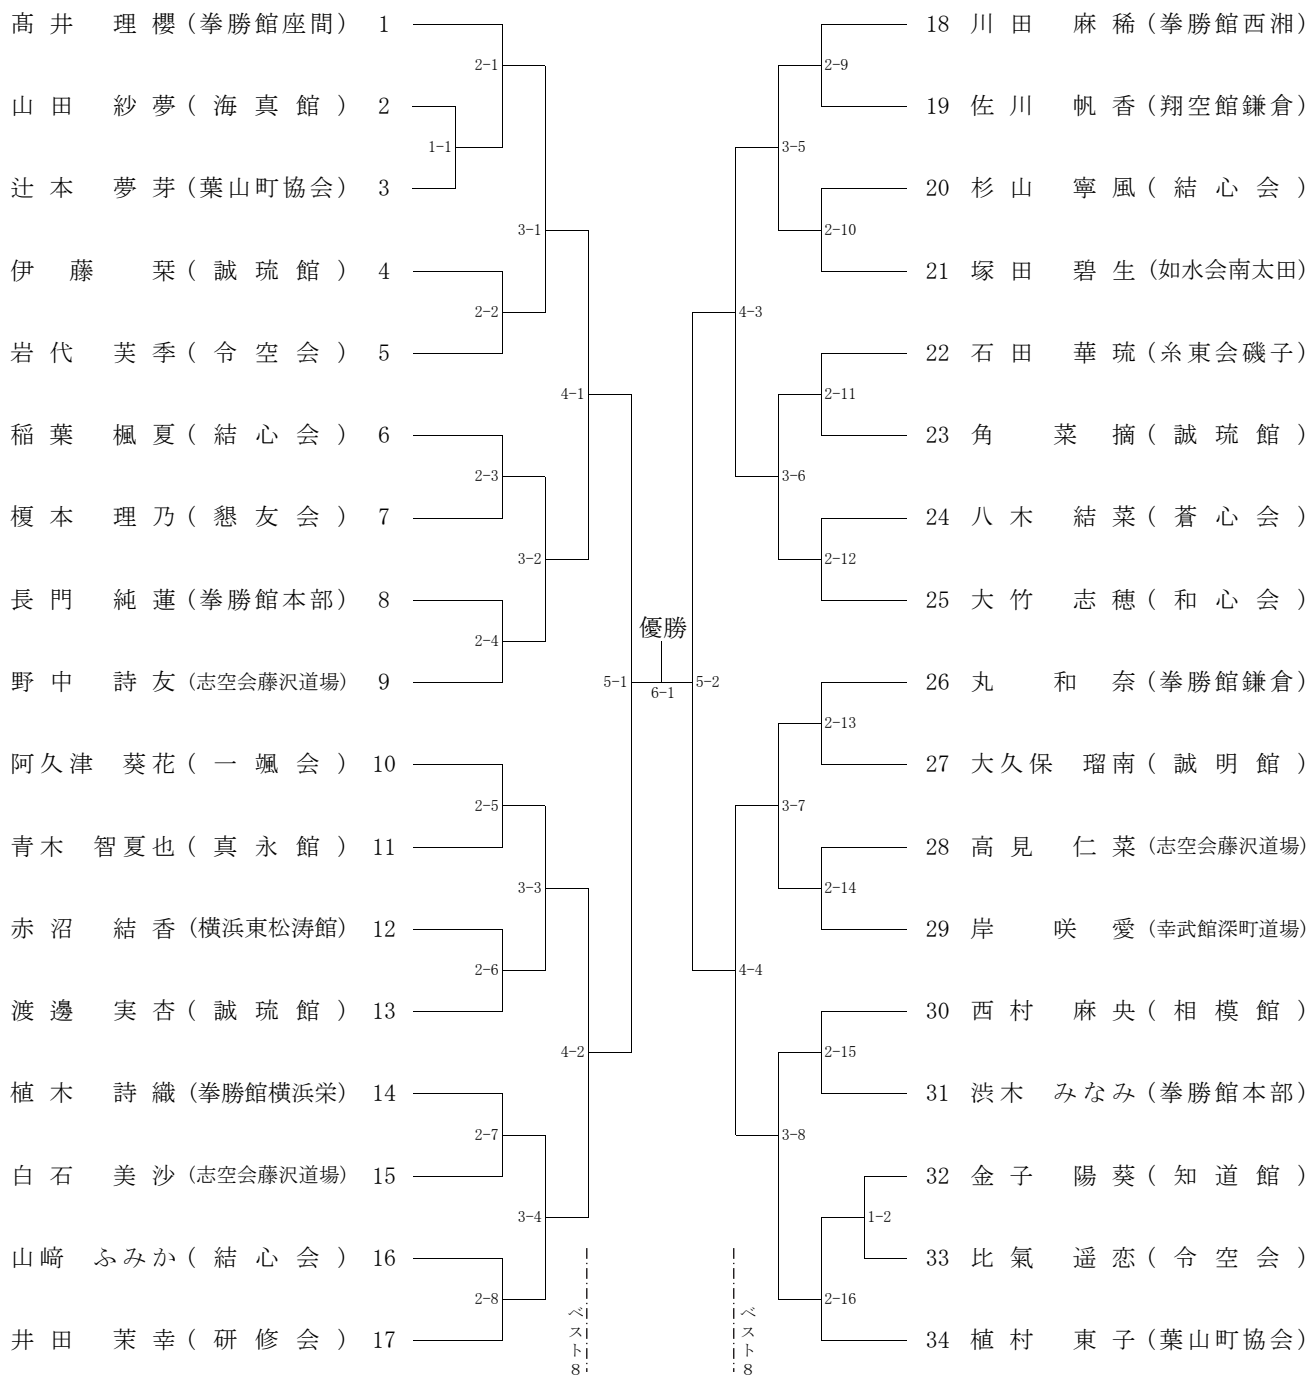 髙井 理櫻 (拳勝館座間) 1
2-1
山田 紗夢 (海真館) 2
1-1
辻本 夢芽 (葉山町協会) 3
3-1
伊藤 栞 (誠琉館) 4
2-2
岩代 芙季 (令空会) 5
4-1
稲葉 楓夏 (結心会) 6
2-3
榎本 理乃 (懇友会) 7
3-2
長門 純蓮 (拳勝館本部) 8
2-4
野中 詩友 (志空会藤沢道場) 9
5-1
阿久津 葵花 (一颯会) 10
2-5
青木 智夏也 (真永館) 11
3-3
赤沼 結香 (横浜東松涛館) 12
2-6
渡邊 実杏 (誠琉館) 13
4-2
植木 詩織 (拳勝館横浜栄) 14
2-7
白石 美沙 (志空会藤沢道場) 15
3-4
山﨑 ふみか (結心会) 16
2-8
井田 茉幸 (研修会) 17
ベスト8
優勝
6-1
18 川田 麻稀 (拳勝館西湘)
2-9
19 佐川 帆香 (翔空館鎌倉)
3-5
20 杉山 寧風 (結心会)
2-10
21 塚田 碧生 (如水会南太田)
4-3
22 石田 華琉 (糸東会磯子)
2-11
23 角 菜摘 (誠琉館)
3-6
24 八木 結菜 (蒼心会)
2-12
25 大竹 志穂 (和心会)
5-2
26 丸 和奈 (拳勝館鎌倉)
2-13
27 大久保 瑠南 (誠明館)
3-7
28 高見 仁菜 (志空会藤沢道場)
2-14
29 岸 咲愛 (幸武館深町道場)
4-4
30 西村 麻央 (相模館)
2-15
31 渋木 みなみ (拳勝館本部)
3-8
32 金子 陽葵 (知道館)
1-2
33 比氣 遥恋 (令空会)
2-16
34 植村 東子 (葉山町協会)
ベスト8